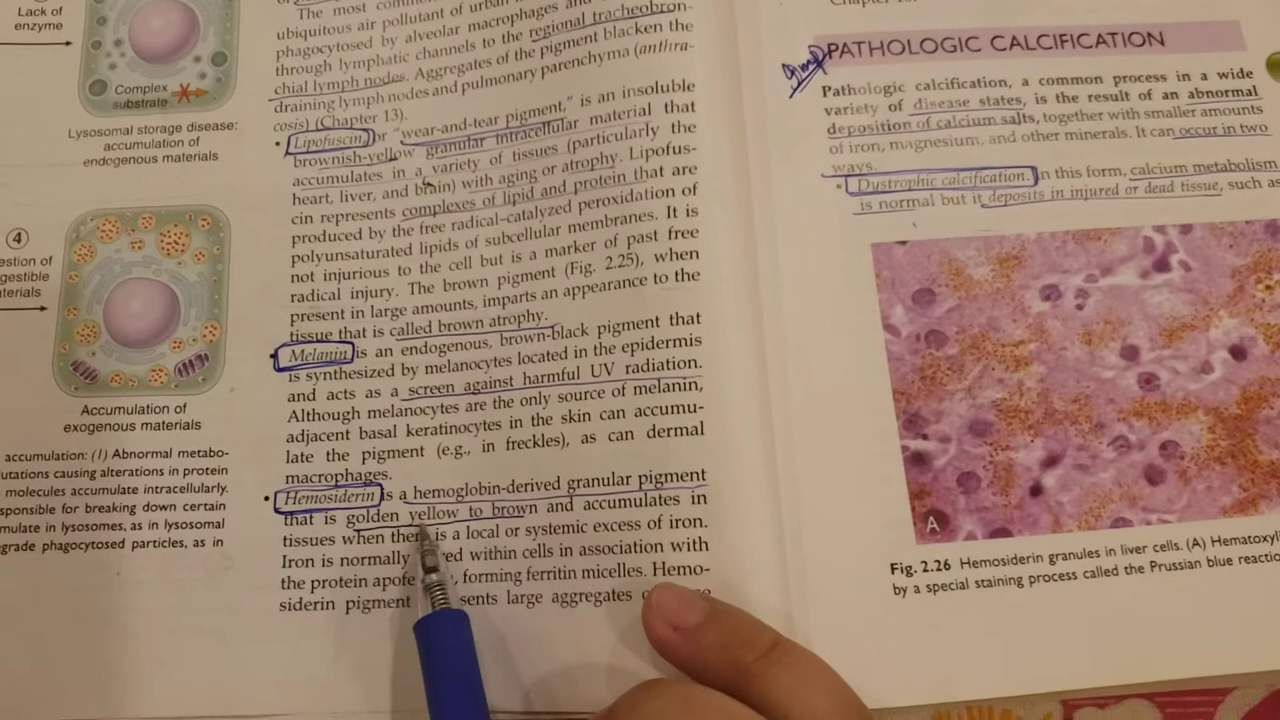 Lack of
enzyme
Complex
substrate
Lysosomal storage disease:
accumulation of
endogenous materials
4
estion of
gestible
terials
Accumulation of
exogenous materials
accumulation: (1) Abnormal metabo-
utations causing alterations in protein
molecules accumulate intracellularly.
sponsible for breaking down certain
mulate in lysosomes, as in lysosomal
grade phagocytosed particles, as in
The most
ubiquitous air pollutant of urban
phagocytosed by alveolar macrophages and
through lymphatic channels to the regional tracheobron-
chial lymph nodes. Aggregates of the pigment blacken the
draining lymph nodes and pulmonary parenchyma (anthra-
cosis) (Chapter 13).
• Lipofuscin, or "wear-and-tear pigment," is an insoluble
brownish-yellow granular intracellular material that
accumulates in a variety of tissues (particularly the
heart, liver, and brain) with aging or atrophy. Lipofus-
cin represents complexes of lipid and protein that are
produced by the free radical-catalyzed peroxidation of
polyunsaturated lipids of subcellular membranes. It is
not injurious to the cell but is a marker of past free
radical injury. The brown pigment (Fig. 2.25), when
present in large amounts, imparts an appearance to the
tissue that is called brown atrophy.
• Melanin is an endogenous, brown-black pigment that
is synthesized by melanocytes located in the epidermis
and acts as a screen against harmful UV radiation.
Although melanocytes are the only source of melanin,
adjacent basal keratinocytes in the skin can accumu-
late the pigment (e.g., in freckles), as can dermal
macrophages.
• Hemosiderin is a hemoglobin-derived granular pigment
that is golden yellow to brown and accumulates in
tissues when there is a local or systemic excess of iron.
Iron is normally within cells in association with
the protein apofe , forming ferritin micelles. Hemo-
siderin pigment sents large aggregates
Imp
PATHOLOGIC CALCIFICATION
Pathologic calcification, a common process in a wide
variety of disease states, is the result of an abnormal
deposition of calcium salts, together with smaller amounts
of iron, magnesium, and other minerals. It can occur in two
ways.
• Dystrophic calcification. In this form, calcium metabolism
is normal but it deposits in injured or dead tissue, such as
A
Fig. 2.26 Hemosiderin granules in liver cells. (A) Hematoxyli
by a special staining process called the Prussian blue reactio